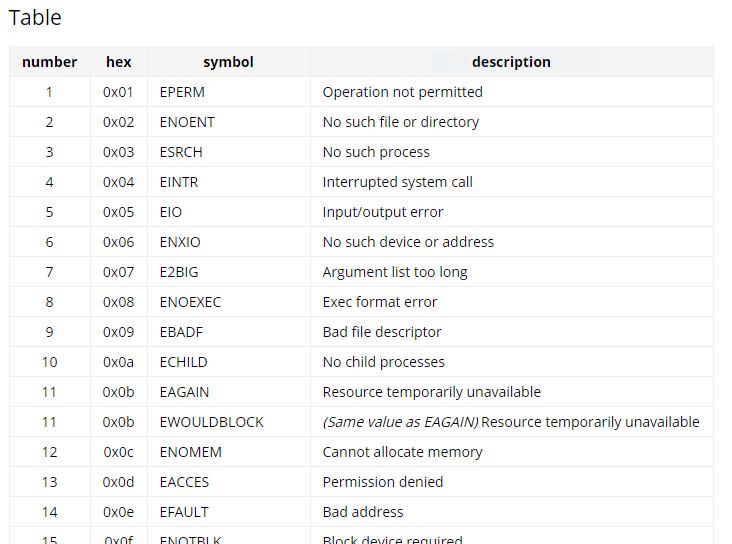 Table
number hex symbol description
1 0x01 EPERM Operation not permitted
2 0x02 ENOENT No such file or directory
3 0x03 ESRCH No such process
4 0x04 EINTR Interrupted system call
5 0x05 EIO Input/output error
6 0x06 ENXIO No such device or address
7 0x07 E2BIG Argument list too long
8 0x08 ENOEXEC Exec format error
9 0x09 EBADF Bad file descriptor
10 0x0a ECHILD No child processes
11 0x0b EAGAIN Resource temporarily unavailable
11 0x0b EWOULDBLOCK (Same value as EAGAIN) Resource temporarily unavailable
12 0x0c ENOMEM Cannot allocate memory
13 0x0d EACCES Permission denied
14 0x0e EFAULT Bad address
15 0x0f ENOTBLK Block device required